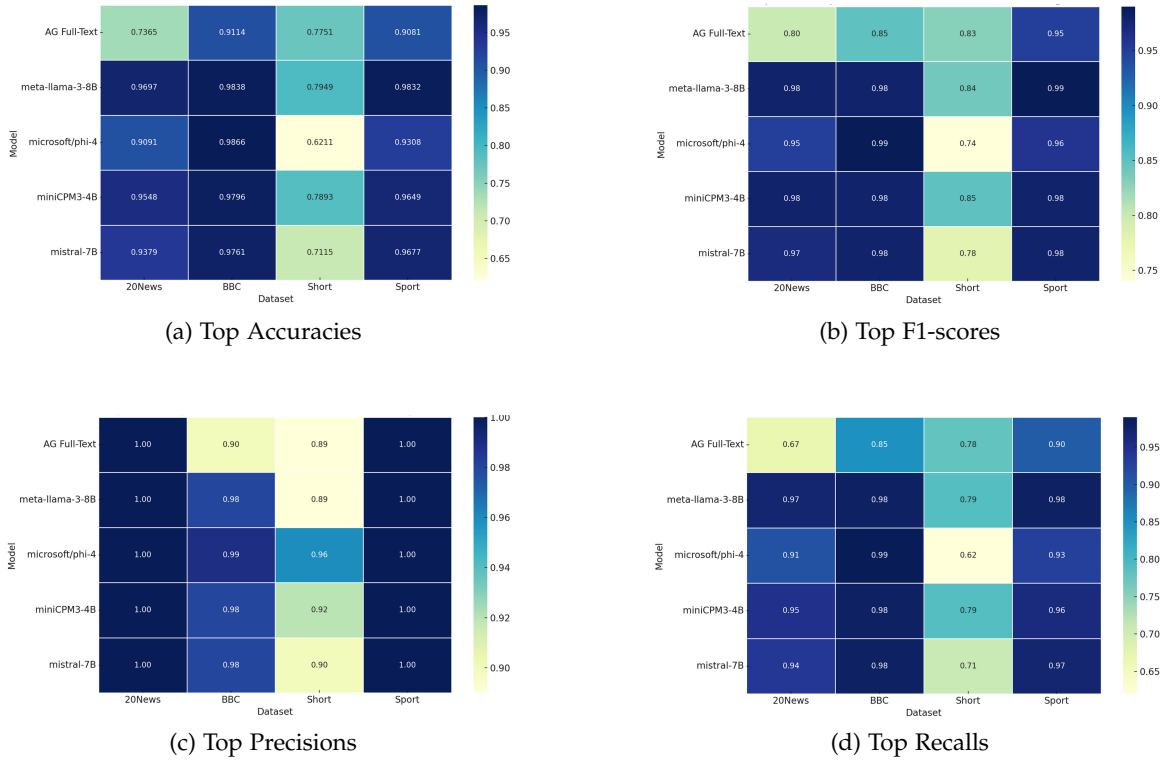 AG Full-Text 0.7365 0.9114 0.7751 0.9081
meta-llama-3-8B 0.9697 0.9838 0.7949 0.9832
microsoft/phi-4 0.9091 0.9866 0.6211 0.9308
miniCPM3-4B 0.9548 0.9796 0.7893 0.9649
mistral-7B 0.9379 0.9761 0.7115 0.9677
20News BBC Short Sport
Dataset
Model
0.95
0.90
0.85
0.80
0.75
0.70
0.65
(a) Top Accuracies
AG Full-Text 0.80 0.85 0.83 0.95
meta-llama-3-8B 0.98 0.98 0.84 0.99
microsoft/phi-4 0.95 0.99 0.74 0.96
miniCPM3-4B 0.98 0.98 0.85 0.98
mistral-7B 0.97 0.98 0.78 0.98
20News BBC Short Sport
Dataset
Model
0.95
0.90
0.85
0.80
0.75
(b) Top F1-scores
AG Full-Text 1.00 0.90 0.89 1.00
meta-llama-3-8B 1.00 0.98 0.89 1.00
microsoft/phi-4 1.00 0.99 0.96 1.00
miniCPM3-4B 1.00 0.98 0.92 1.00
mistral-7B 1.00 0.98 0.90 1.00
20News BBC Short Sport
Dataset
Model
1.00
0.98
0.96
0.94
0.92
0.90
(c) Top Precisions
AG Full-Text 0.67 0.85 0.78 0.90
meta-llama-3-8B 0.97 0.98 0.79 0.98
microsoft/phi-4 0.91 0.99 0.62 0.93
miniCPM3-4B 0.95 0.98 0.79 0.96
mistral-7B 0.94 0.98 0.71 0.97
20News BBC Short Sport
Dataset
Model
0.95
0.90
0.85
0.80
0.75
0.70
0.65
(d) Top Recalls